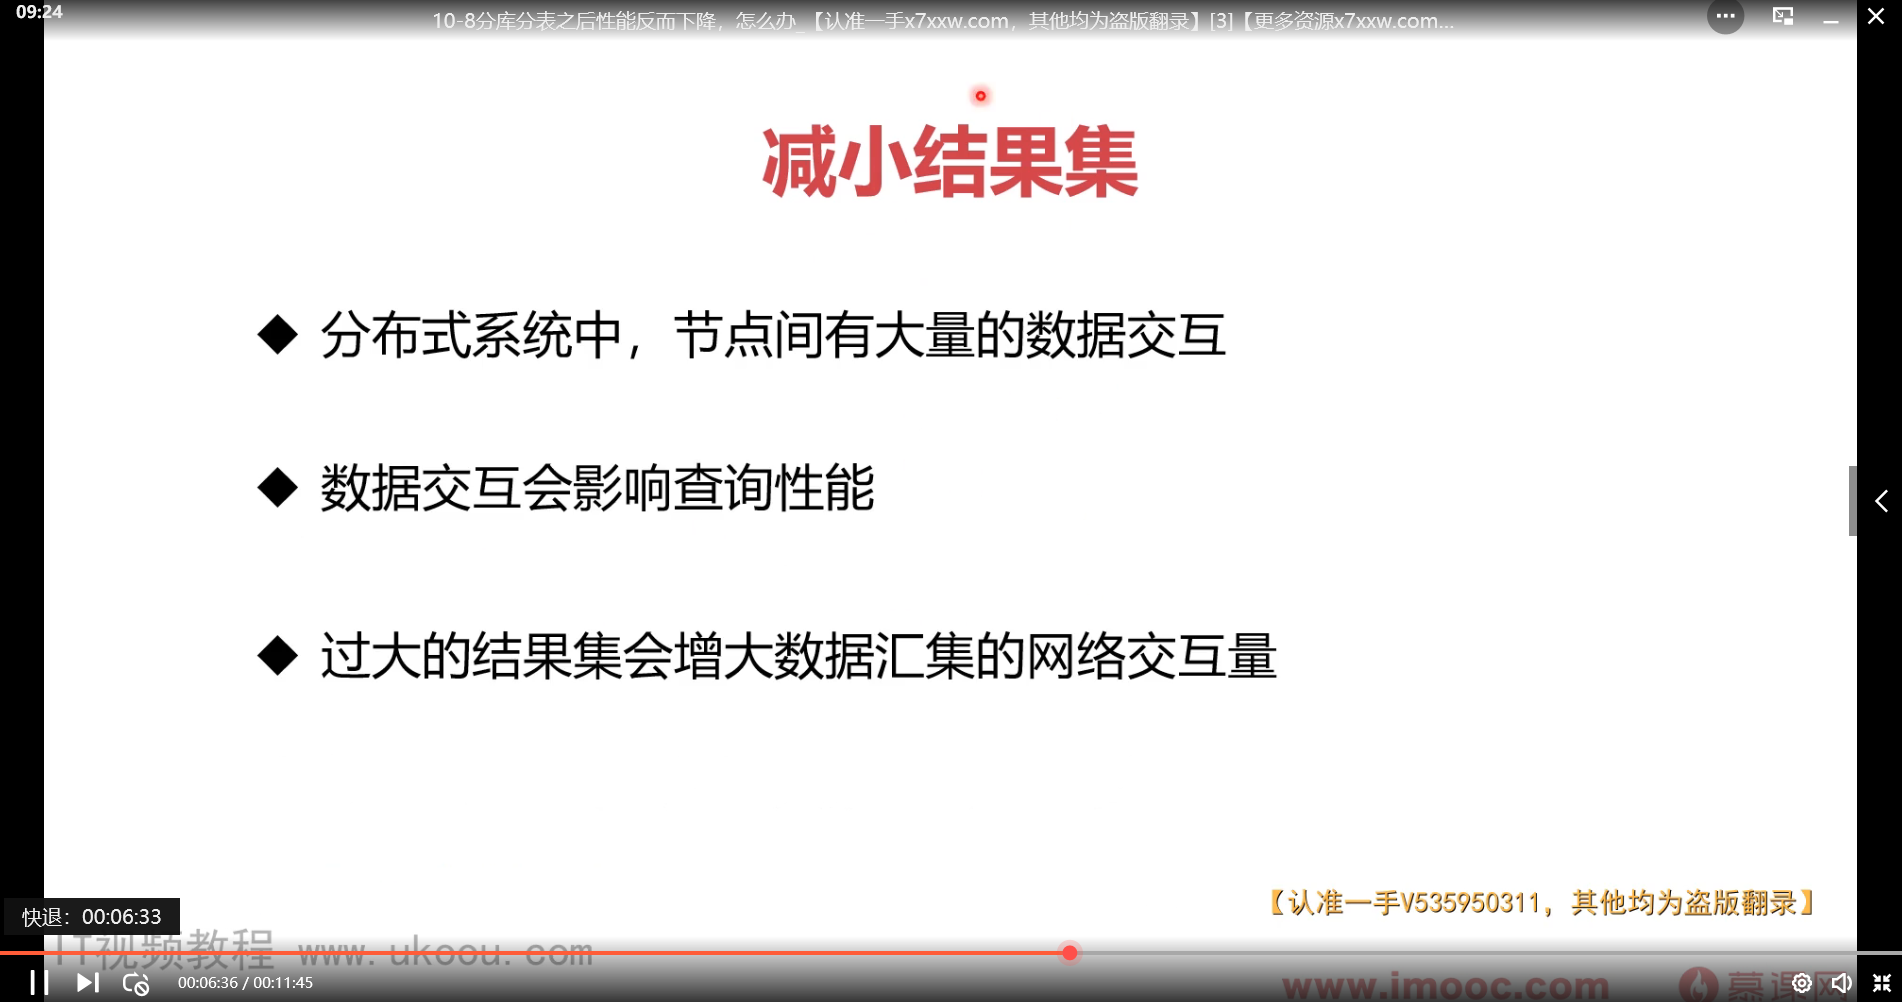 09:24
10-8分库分表之后性能反而下降，怎么办_【认准一手x7xxw.com，其他均为盗版翻录】[3]【更多资源x7xxw.com...
减小结果集
◆ 分布式系统中，节点间有大量的数据交互
◆ 数据交互会影响查询性能
◆ 过大的结果集会增大数据汇集的网络交互量
【认准一手V535950311，其他均为盗版翻录】
快退：00:06:33
IT视频教程 www.ukoou.com
00:06:36 / 00:11:45
www.imooc.com 慕课网